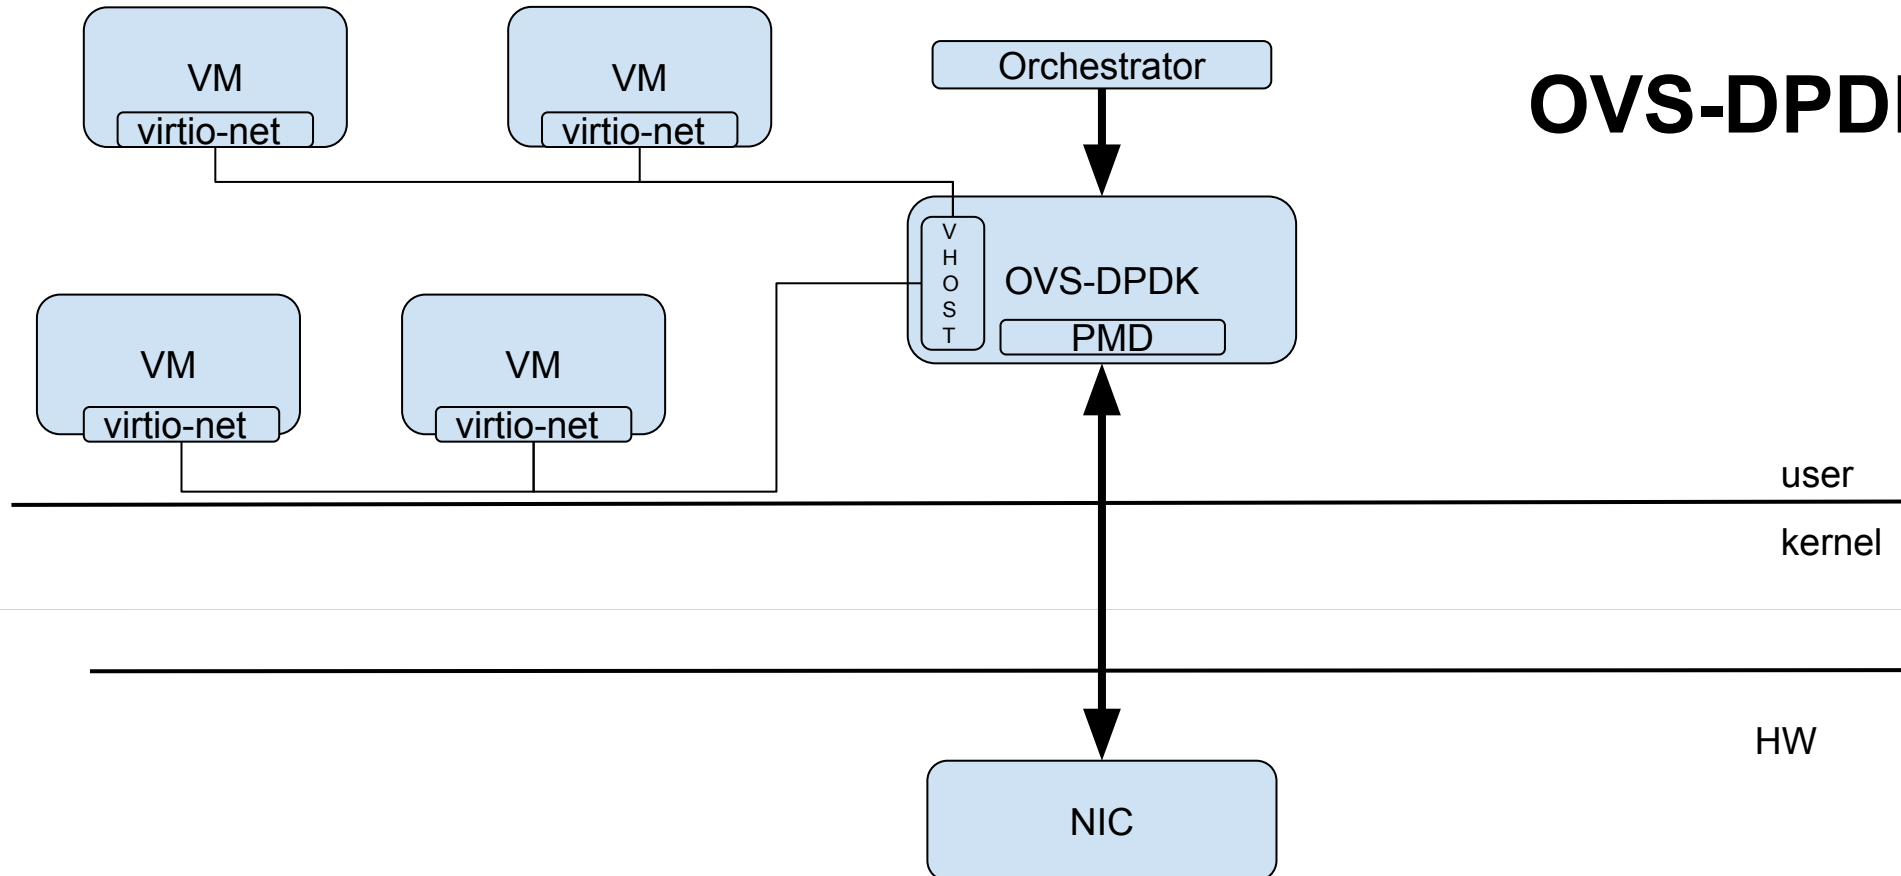 VM
virtio-net
VM
virtio-net
Orchestrator
OVS-DPD
V
H
O
S
T
OVS-DPDK
PMD
VM
virtio-net
VM
virtio-net
user
kernel
HW
NIC